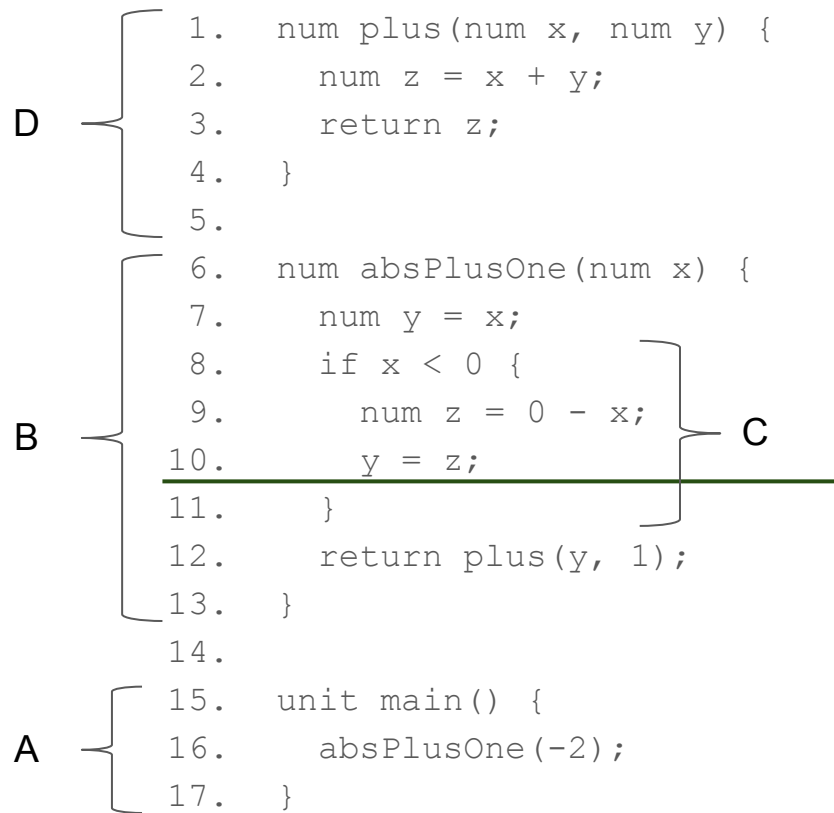 1. num plus(num x, num y) {
2. num z = x + y;
D
3. return z;
4. }
5.
6. num absPlusOne(num x) {
7. num y = x;
8. if x < 0 {
9. num z = 0 - x;
B
C
10. y = z;
11. }
12. return plus(y, 1);
13. }
14.
15. unit main() {
A
16. absPlusOne(-2);
17. }